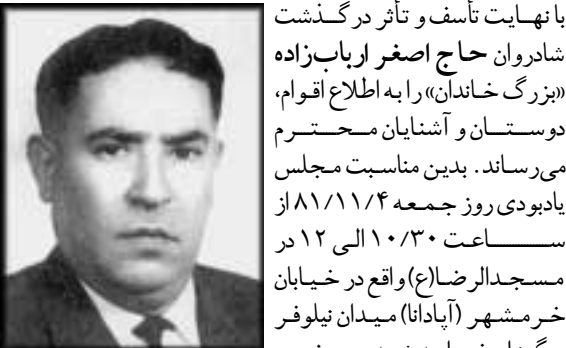 با نهایت تأسف و تأثر درگذشت
شادروان حاج اصغر ارباب‌زاده
«بزرگ خاندان» را به اطلاع اقوام،
دوستان و آشنایان محترم
می‌رساند. بدین مناسبت مجلس
یادبودی روز جمعه ۸۱/۱۱/۴ از
ساعت ۱۰/۳۰ الی ۱۲ در
مسجدالرضا(ع) واقع در خیابان
خرمشهر (آپادانا) میدان نیلوفر